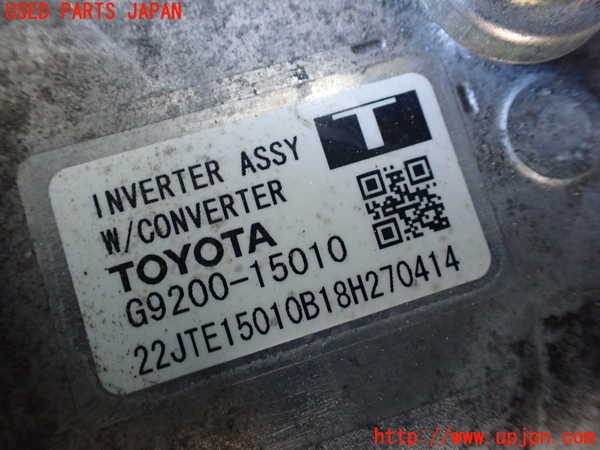 USED PARTS JAPAN
T
INVERTER ASSY
W/CONVERTER
TOYOTA
G9200-15010
22JTE15010B18H270414
http://www.upjpn.com/